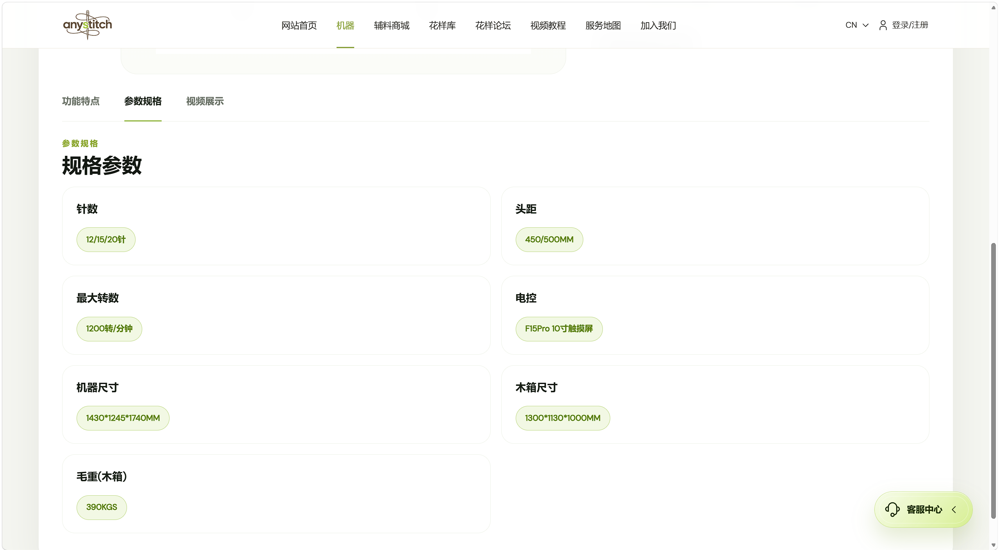 anystitch
网站首页 机器 辅料商城 花样库 花样论坛 视频教程 服务地图 加入我们
CN 登录/注册
功能特点 参数规格 视频展示
参数规格
规格参数
针数
12/15/20针
头距
450/500MM
最大转数
1200转/分钟
电控
F15Pro 10寸触摸屏
机器尺寸
1430*1245*1740MM
木箱尺寸
1300*1130*1000MM
毛重(木箱)
390KGS
客服中心